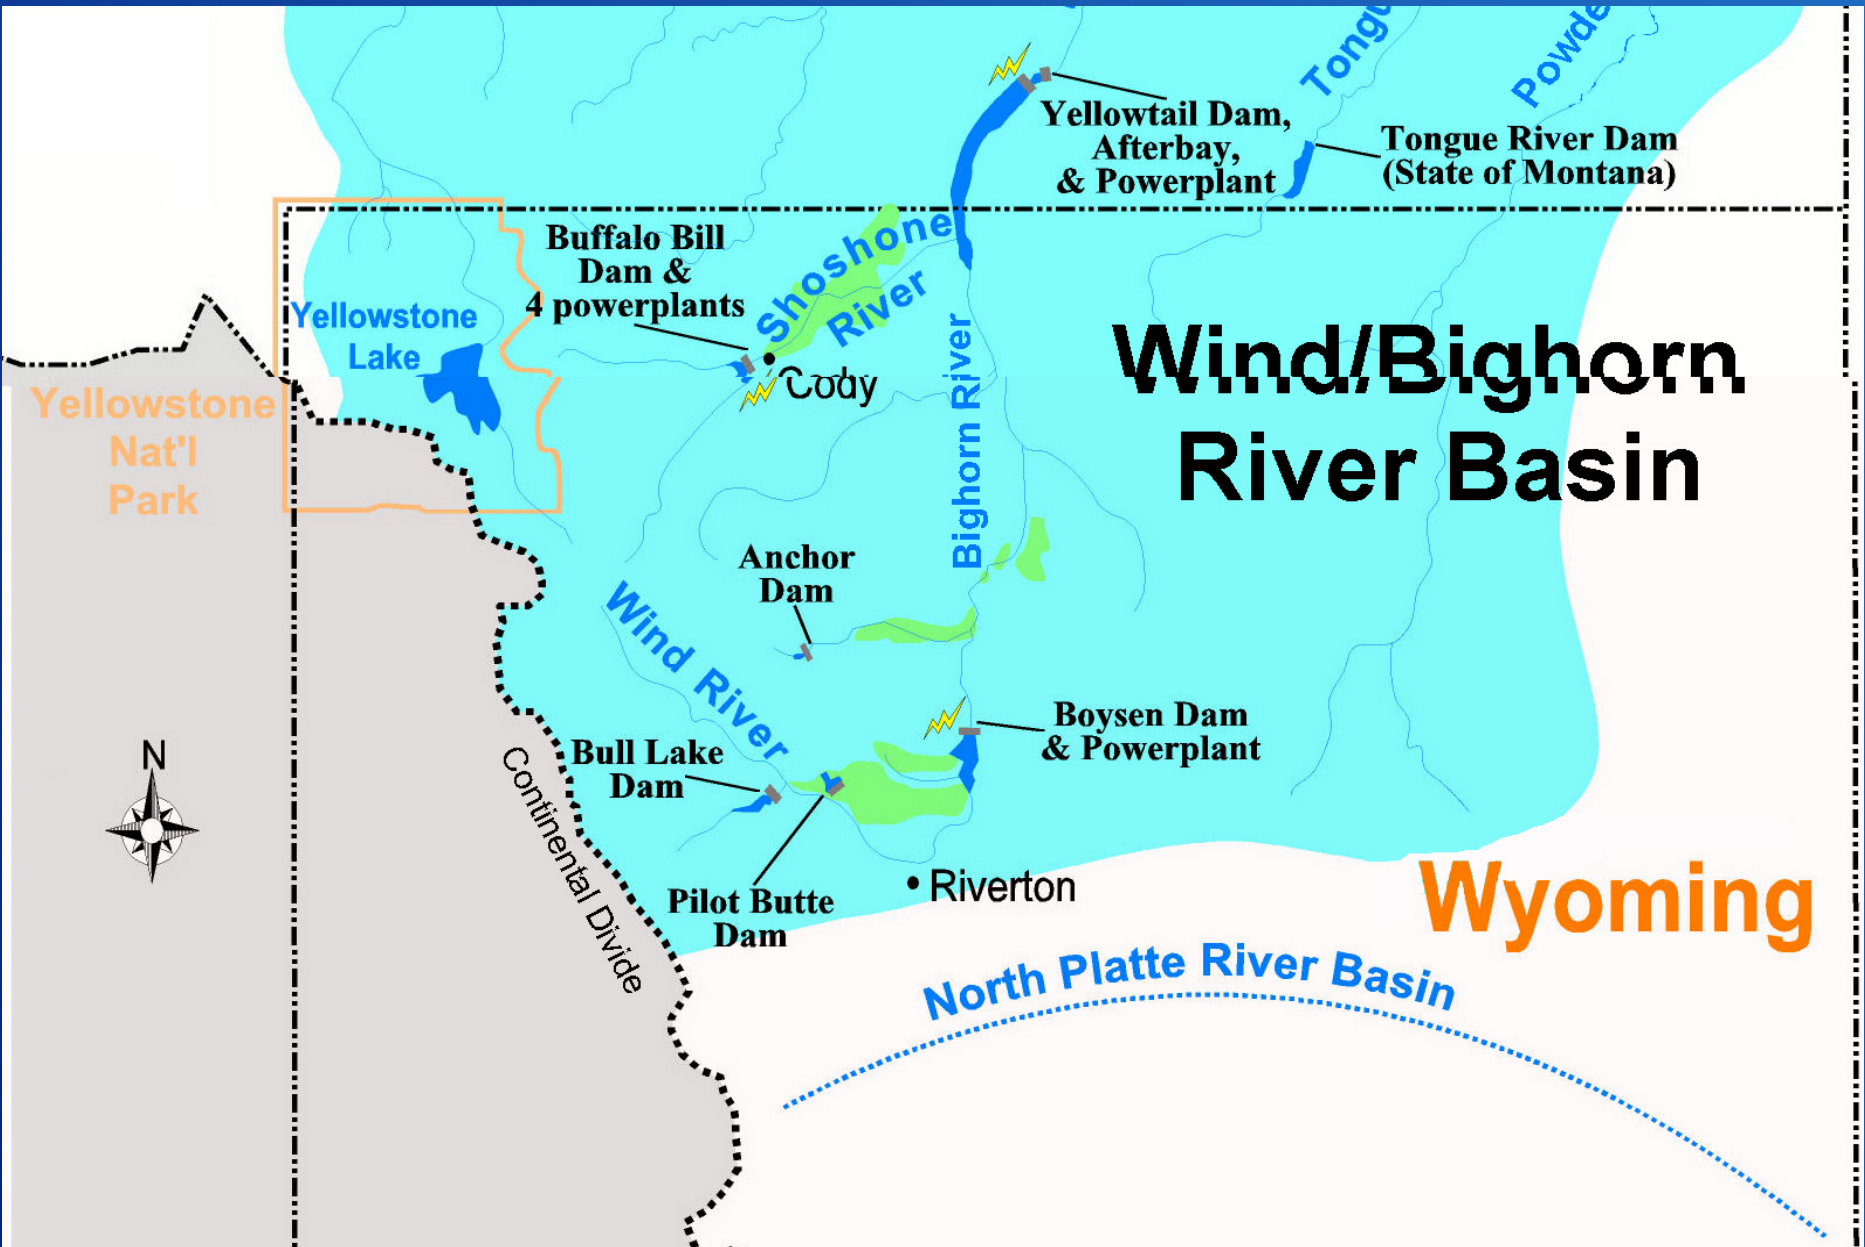 Tongu
Powde
Yellowtail Dam,
Afterbay,
& Powerplant
Tongue River Dam
(State of Montana)
Buffalo Bill
Dam &
4 powerplants
Shoshone
River
Yellowstone
Lake
Cody
Bighorn River
Wind/Bighorn
River Basin
Yellowstone
Nat'l
Park
Anchor
Dam
Wind River
Boysen Dam
& Powerplant
Bull Lake
Dam
N
Continental Divide
Pilot Butte
Dam
Riverton
Wyoming
North Platte River Basin